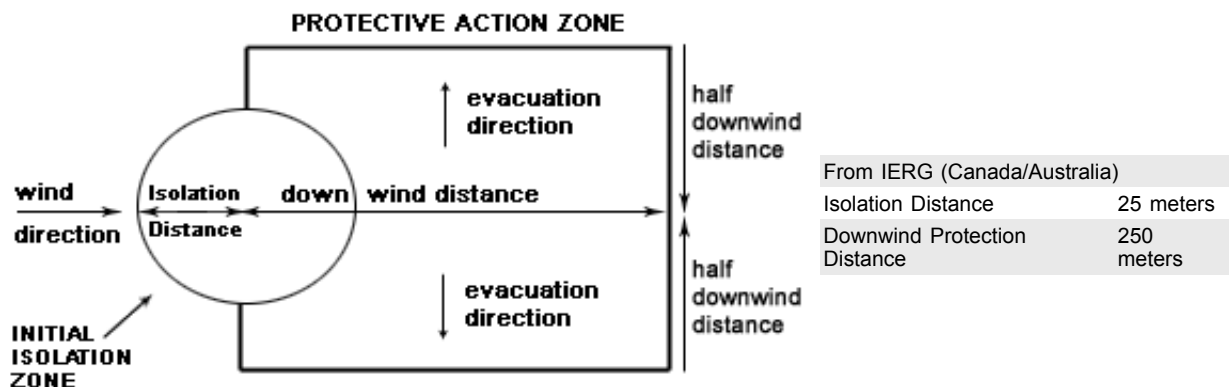 PROTECTIVE ACTION ZONE
evacuation
direction
half
downwind
distance
wind
direction
Isolation
Distance
down wind distance
evacuation
direction
half
downwind
distance
INITIAL
ISOLATION
ZONE
From IERG (Canada/Australia)
Isolation Distance 25 meters
Downwind Protection 250
Distance meters